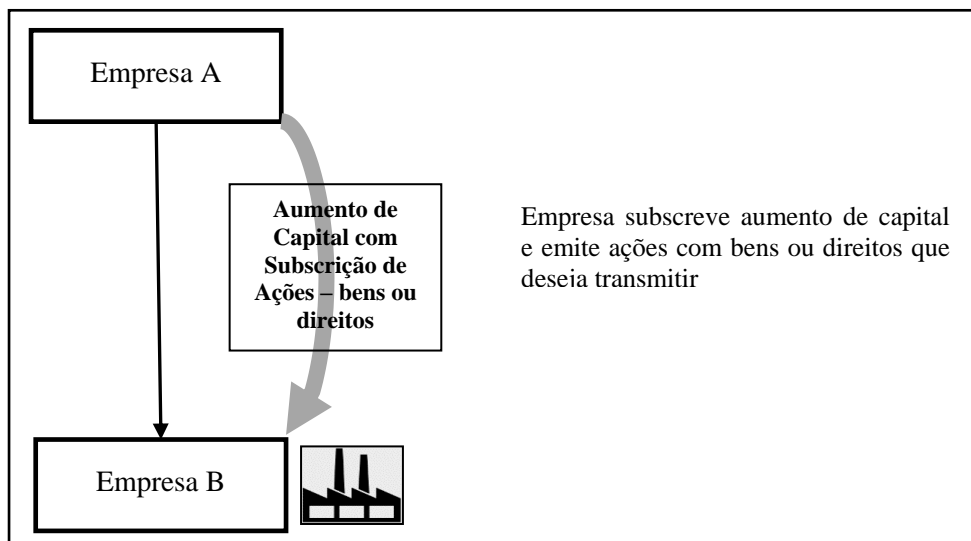 Empresa A
Aumento de
Capital com
Subscrição de
Ações – bens ou
direitos
Empresa subscreve aumento de capital
e emite ações com bens ou direitos que
deseja transmitir
Empresa B